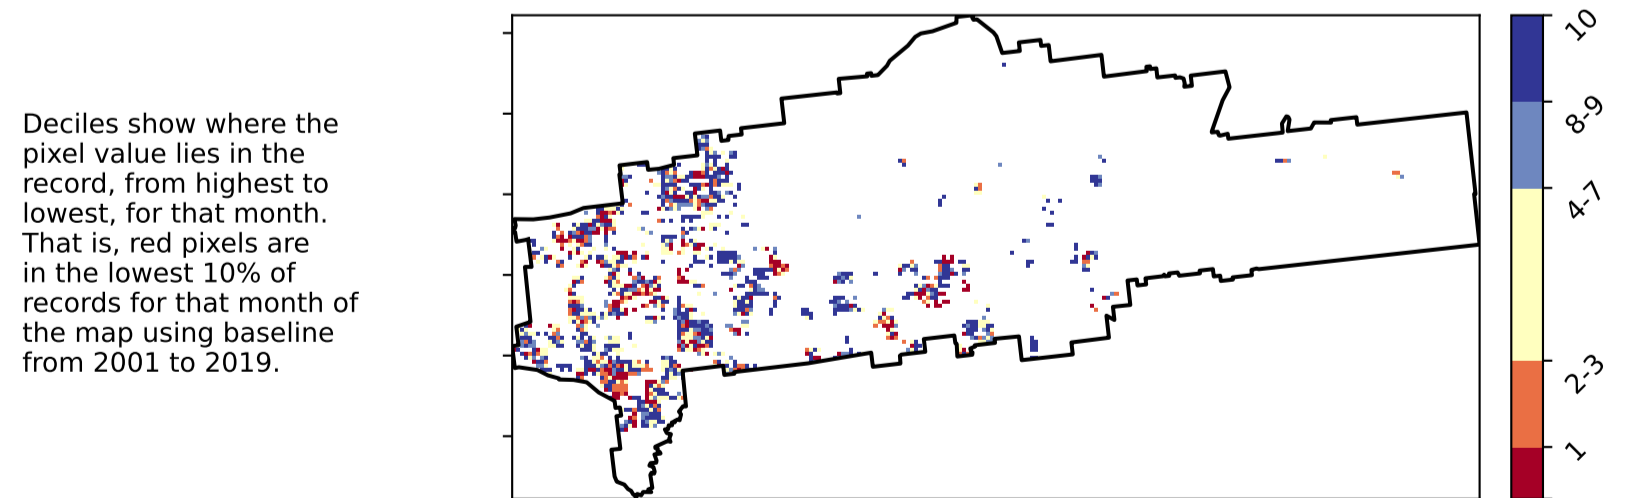 Deciles show where the
pixel value lies in the
record, from highest to
lowest, for that month.
That is, red pixels are
in the lowest 10% of
records for that month of
the map using baseline
from 2001 to 2019.
10
8-9
4-7
2-3
1